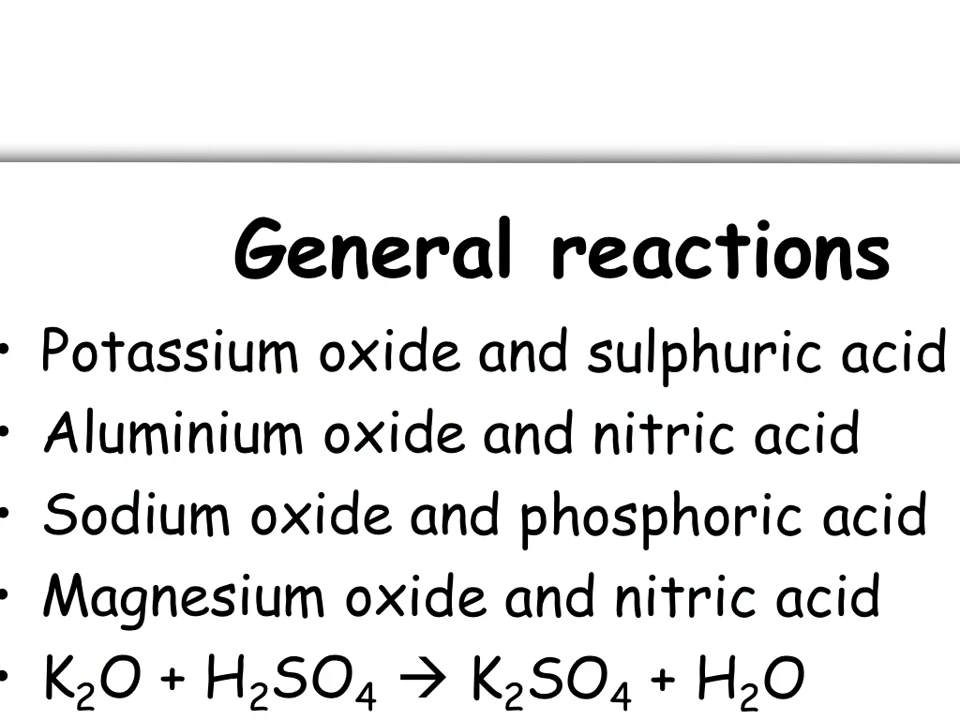 General reactions
• Potassium oxide and sulphuric acid
• Aluminium oxide and nitric acid
• Sodium oxide and phosphoric acid
• Magnesium oxide and nitric acid
• K₂O + H₂SO₄ → K₂SO₄ + H₂O